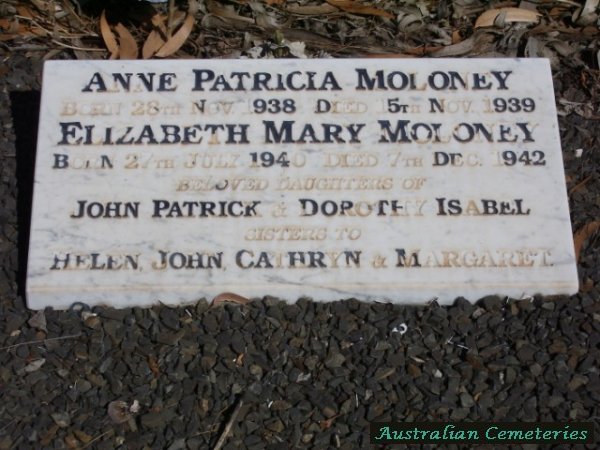 ANNE PATRICIA MOLONEY
BORN 28TH NOV. 1938 DIED 15TH NOV. 1939
ELIZABETH MARY MOLONEY
BORN 27TH JULY 1940 DIED 7TH DEC. 1942
BELOVED DAUGHTERS OF
JOHN PATRICK & DOROTHY ISABEL
SISTERS TO
HELEN, JOHN, CATHRYN & MARGARET.
Australian Cemeteries